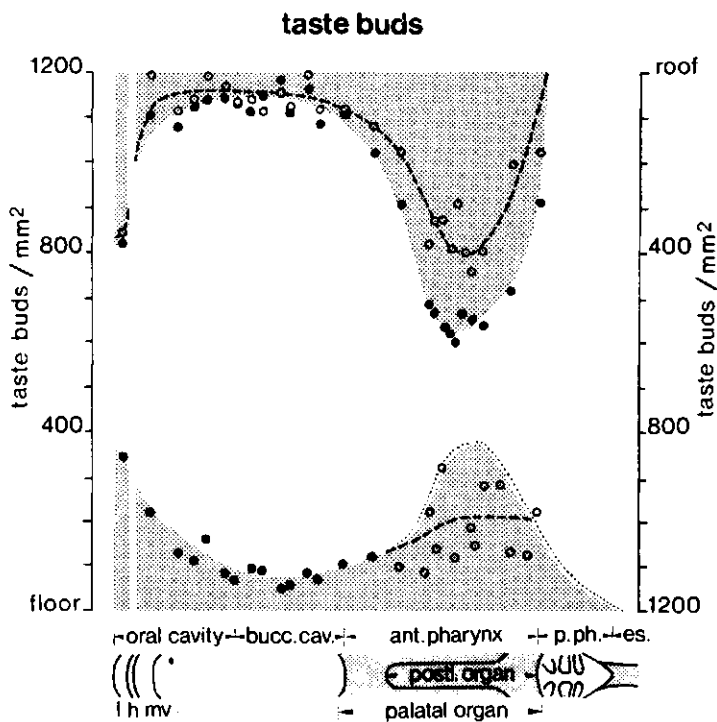 taste buds
1200
roof
taste buds / mm²
800
400
taste buds / mm²
400
800
floor
1200
oral cavity
bucc.cav.
ant.pharynx
p.ph.
es.
postl. organ
l h mv
palatal organ